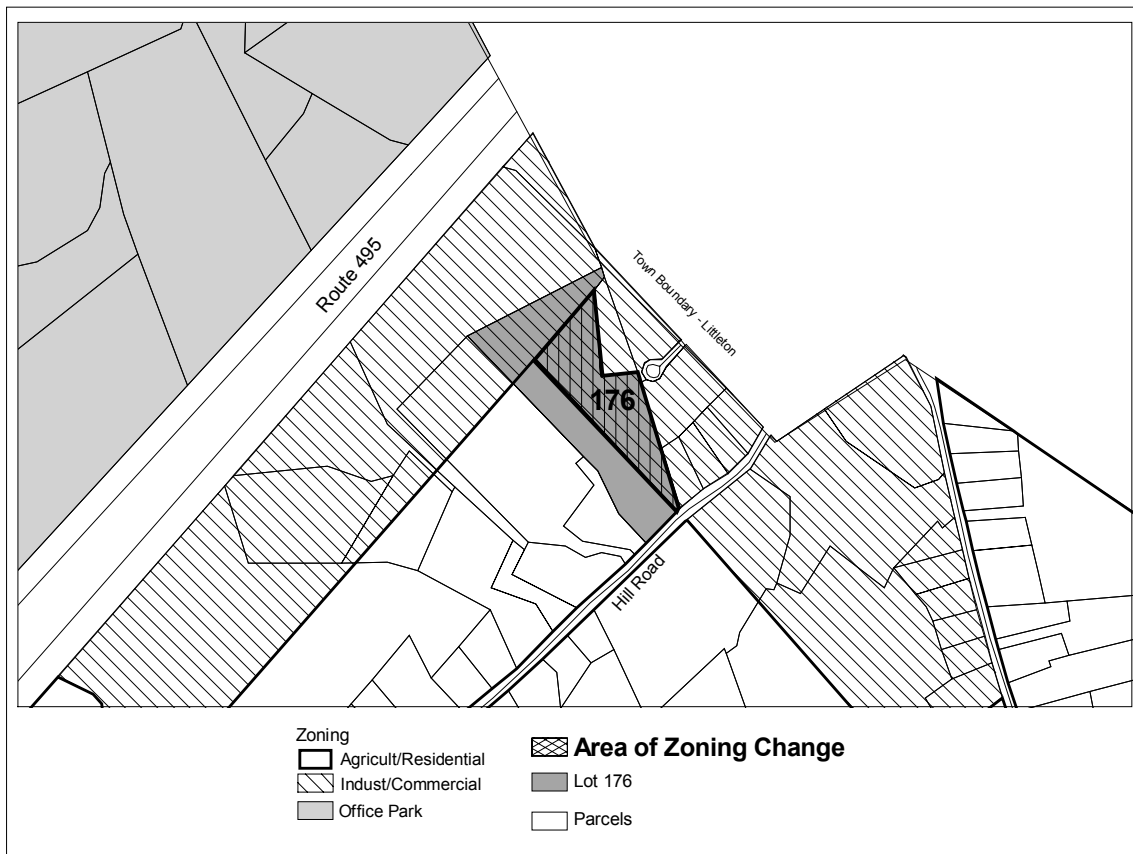 Route 495
Town Boundary - Littleton
176
Hill Road
Zoning
Agricult/Residential
Indust/Commercial
Office Park
Area of Zoning Change
Lot 176
Parcels